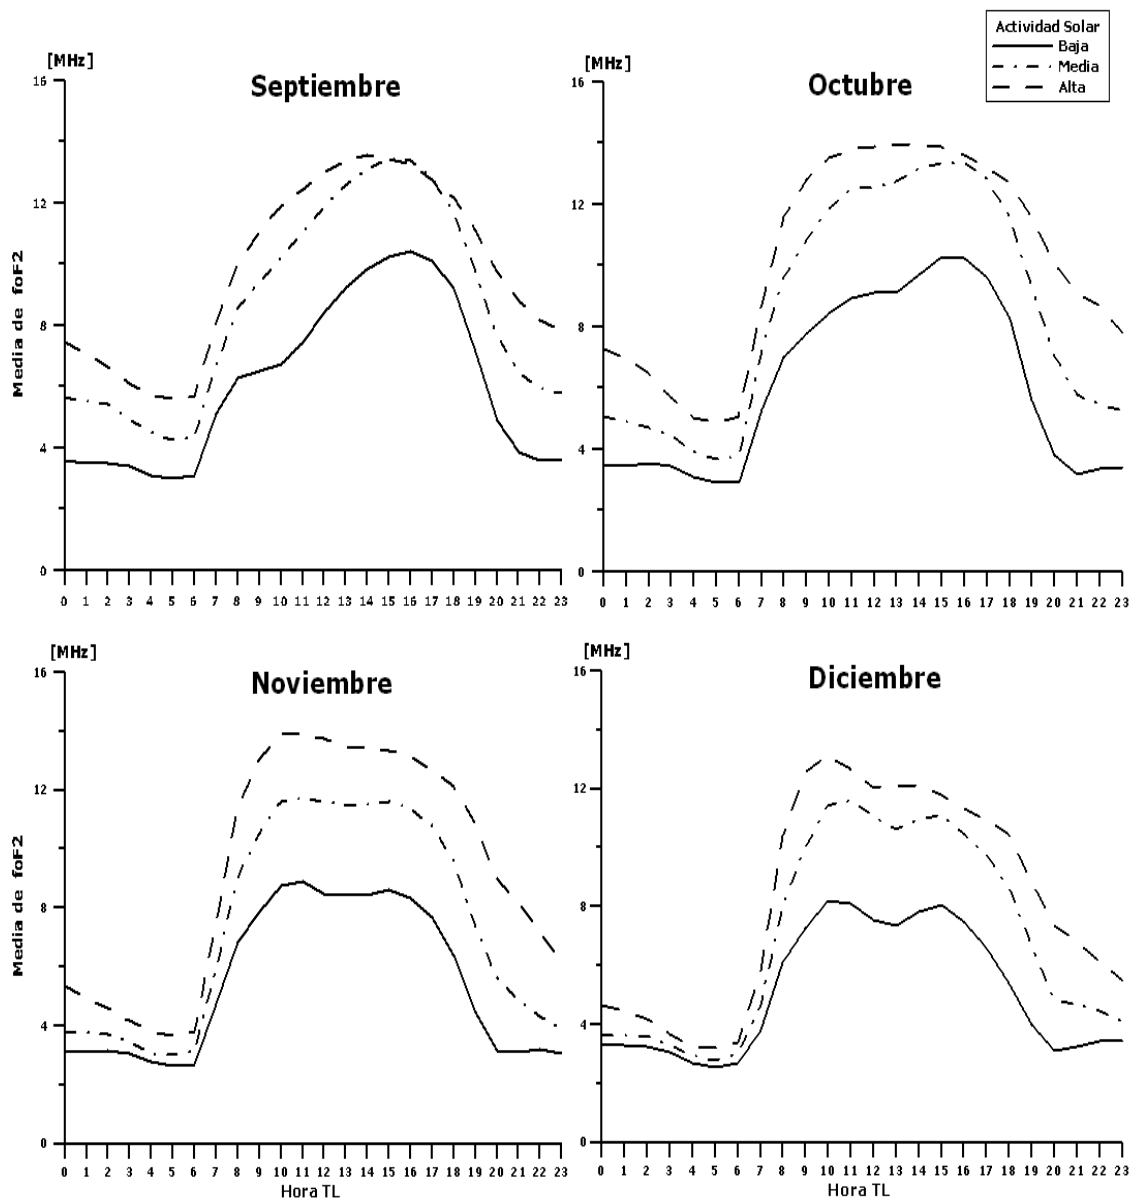 Actividad Solar
Baja
Media
Alta
[MHz]
Septiembre
16
12
8
4
0
Media de foF2
0 1 2 3 4 5 6 7 8 9 10 11 12 13 14 15 16 17 18 19 20 21 22 23
[MHz]
Octubre
16
12
8
4
0
0 1 2 3 4 5 6 7 8 9 10 11 12 13 14 15 16 17 18 19 20 21 22 23
[MHz]
Noviembre
16
12
8
4
0
Media de foF2
0 1 2 3 4 5 6 7 8 9 10 11 12 13 14 15 16 17 18 19 20 21 22 23
Hora TL
[MHz]
Diciembre
16
12
8
4
0
0 1 2 3 4 5 6 7 8 9 10 11 12 13 14 15 16 17 18 19 20 21 22 23
Hora TL